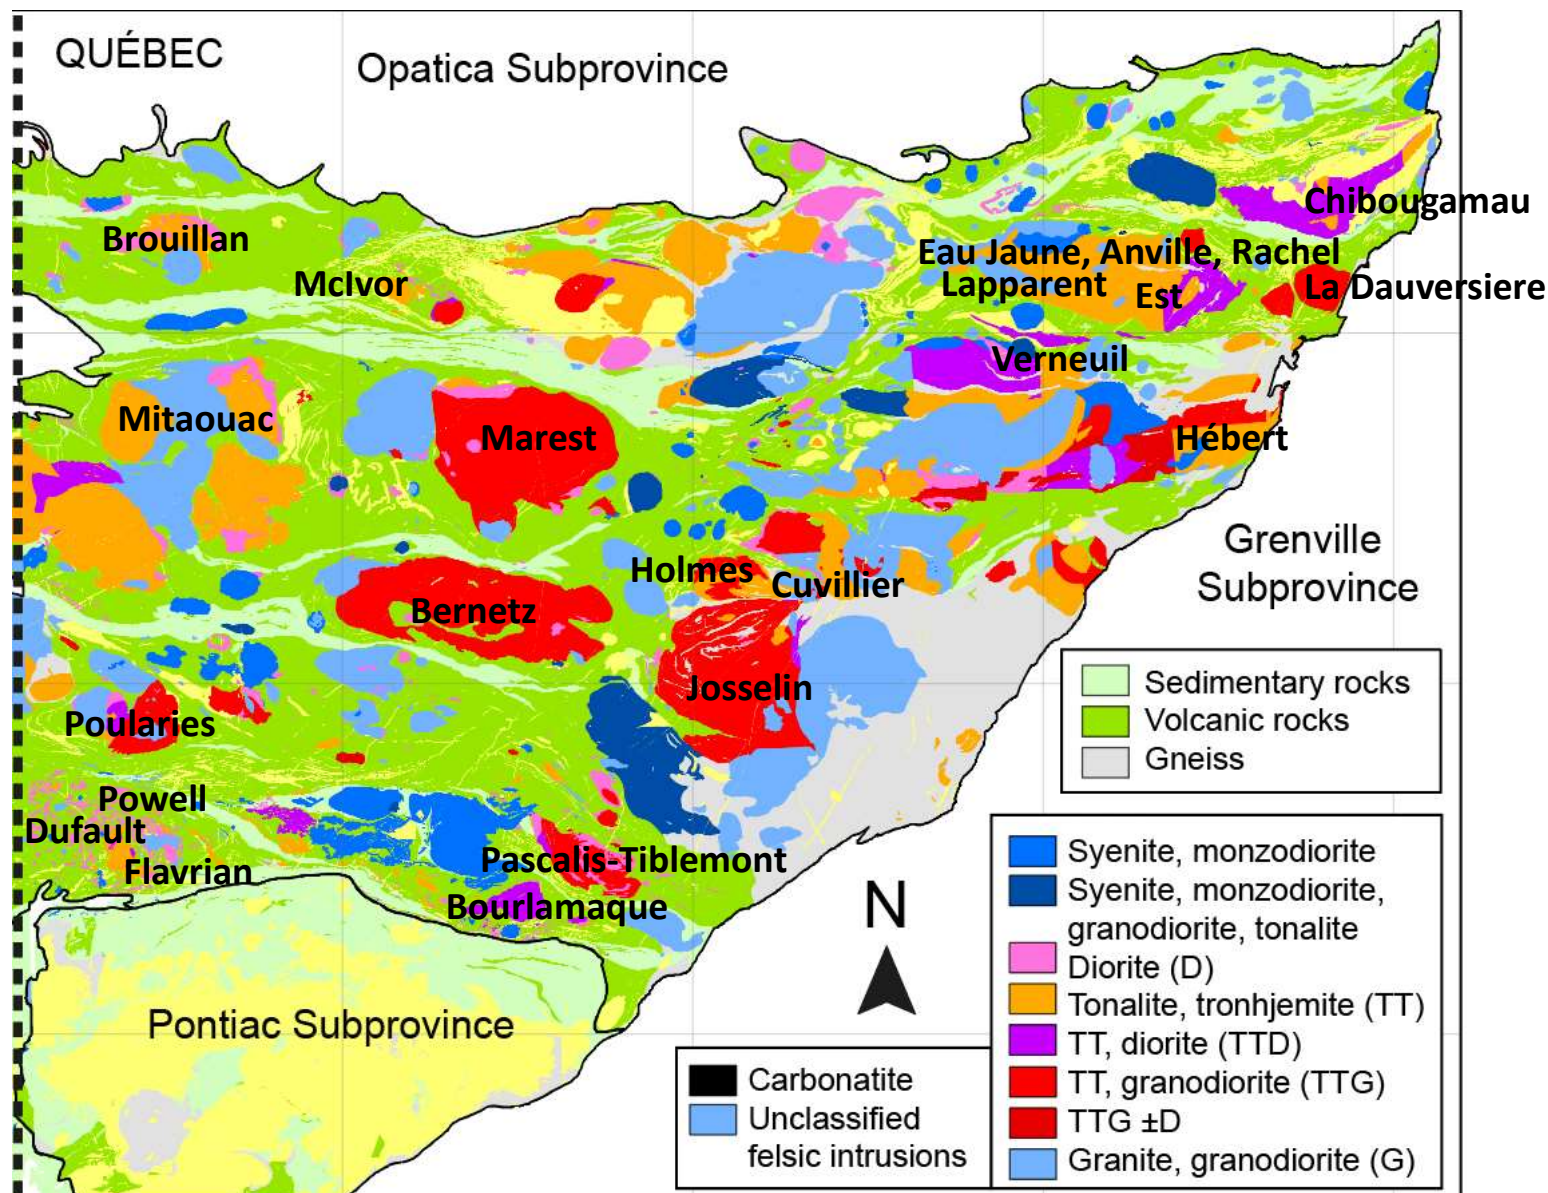 QUÉBEC
Opatica Subprovince
Chibougamau
Brouillan
Eau Jaune, Anville, Rachel
McIvor
Lapparent
Est
La Dauversiere
Verneuil
Mitaouac
Marest
Hébert
Grenville
Subprovince
Holmes
Cuvillier
Bernetz
Josselin
Poularies
Powell
Dufault
Flavrian
Pascalis-Tiblemont
Bourlamaque
Pontiac Subprovince
N
Sedimentary rocks
Volcanic rocks
Gneiss
Syenite, monzodiorite
Syenite, monzodiorite,
granodiorite, tonalite
Diorite (D)
Tonalite, tronhjemite (TT)
TT, diorite (TTD)
TT, granodiorite (TTG)
TTG ±D
Granite, granodiorite (G)
Carbonatite
Unclassified
felsic intrusions